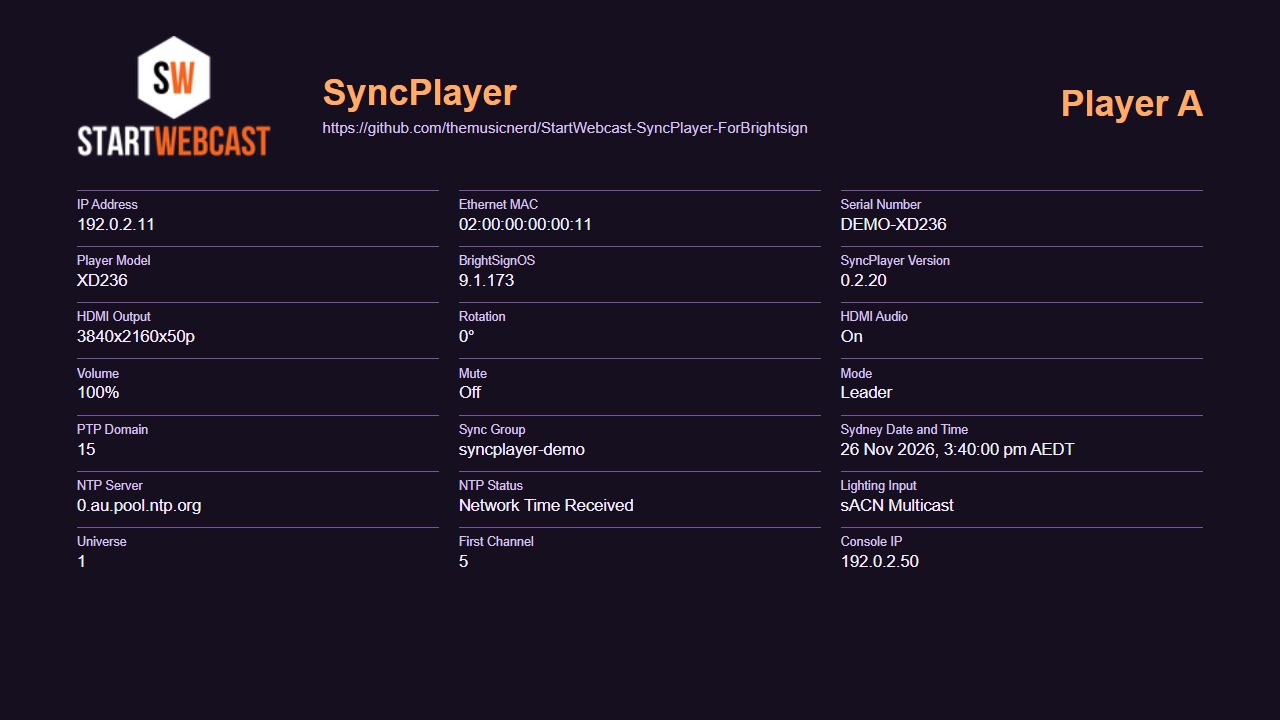 SW
STARTWEBCAST
SyncPlayer
https://github.com/themusicnerd/StartWebcast-SyncPlayer-ForBrightsign
Player A
IP Address
192.0.2.11
Ethernet MAC
02:00:00:00:00:11
Serial Number
DEMO-XD236
Player Model
XD236
BrightSignOS
9.1.173
SyncPlayer Version
0.2.20
HDMI Output
3840x2160x50p
Rotation
0°
HDMI Audio
On
Volume
100%
Mute
Off
Mode
Leader
PTP Domain
15
Sync Group
syncplayer-demo
Sydney Date and Time
26 Nov 2026, 3:40:00 pm AEDT
NTP Server
0.au.pool.ntp.org
NTP Status
Network Time Received
Lighting Input
sACN Multicast
Universe
1
First Channel
5
Console IP
192.0.2.50